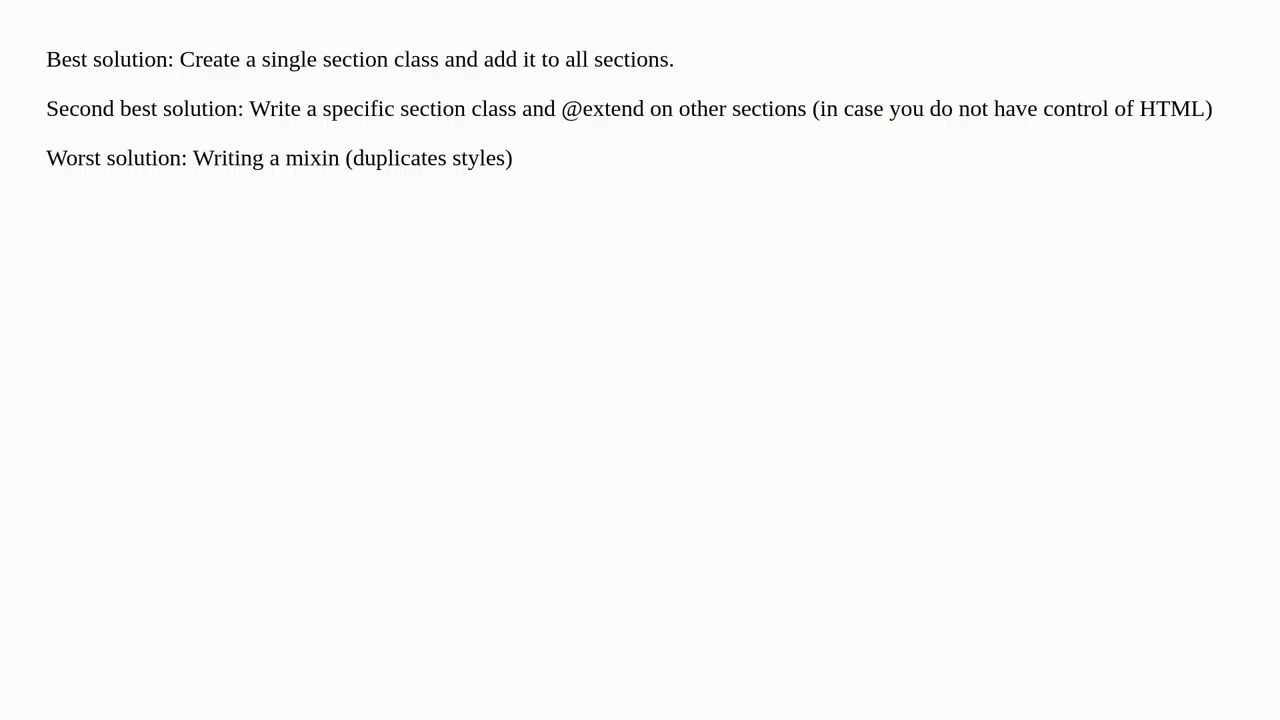 Best solution: Create a single section class and add it to all sections.
Second best solution: Write a specific section class and @extend on other sections (in case you do not have control of HTML)
Worst solution: Writing a mixin (duplicates styles)